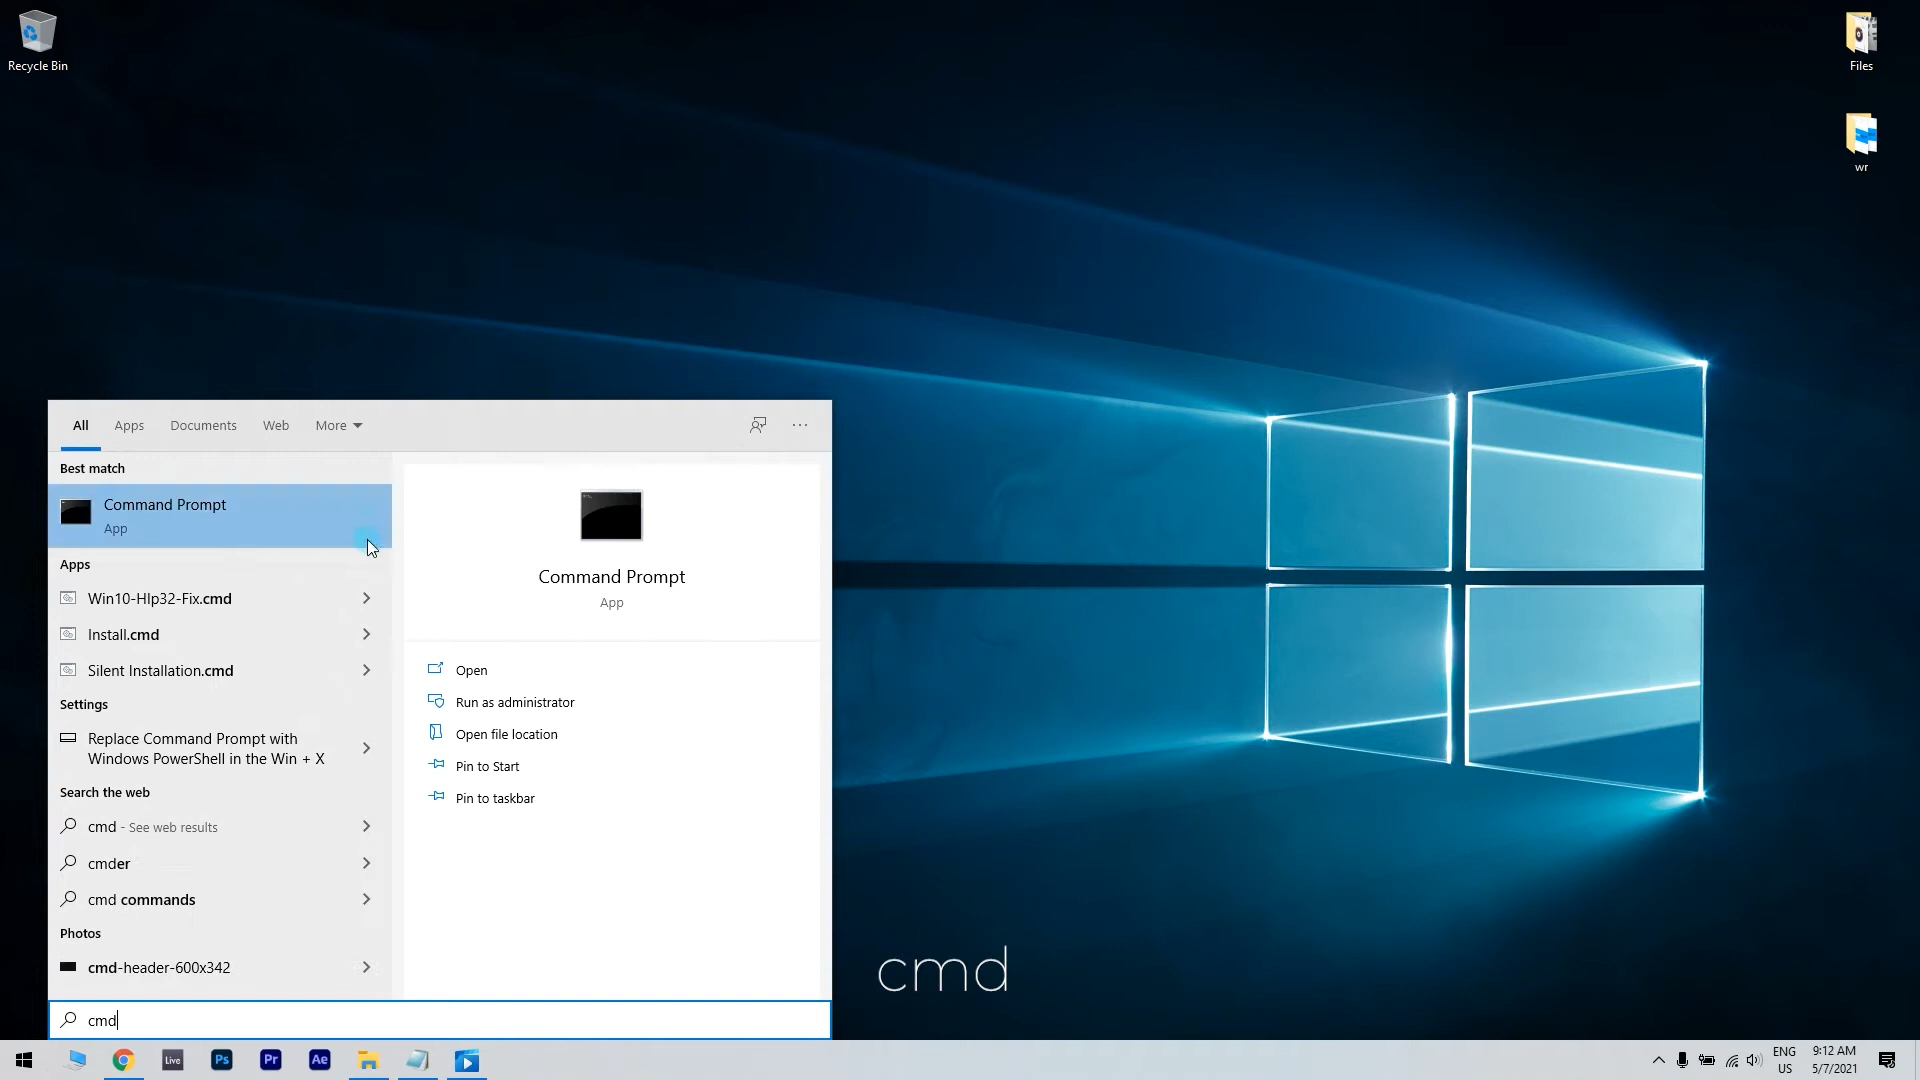 Recycle Bin
Files
wr
All
Apps
Documents
Web
More
Best match
Command Prompt
App
Apps
Win10-Hlp32-Fix.cmd
Install.cmd
Silent Installation.cmd
Settings
Replace Command Prompt with
Windows PowerShell in the Win + X
Search the web
cmd - See web results
cmder
cmd commands
Photos
cmd-header-600x342
cmd
Command Prompt
App
Open
Run as administrator
Open file location
Pin to Start
Pin to taskbar
cmd
Live
Ps
Pr
Ae
ENG
US
9:12 AM
5/7/2021